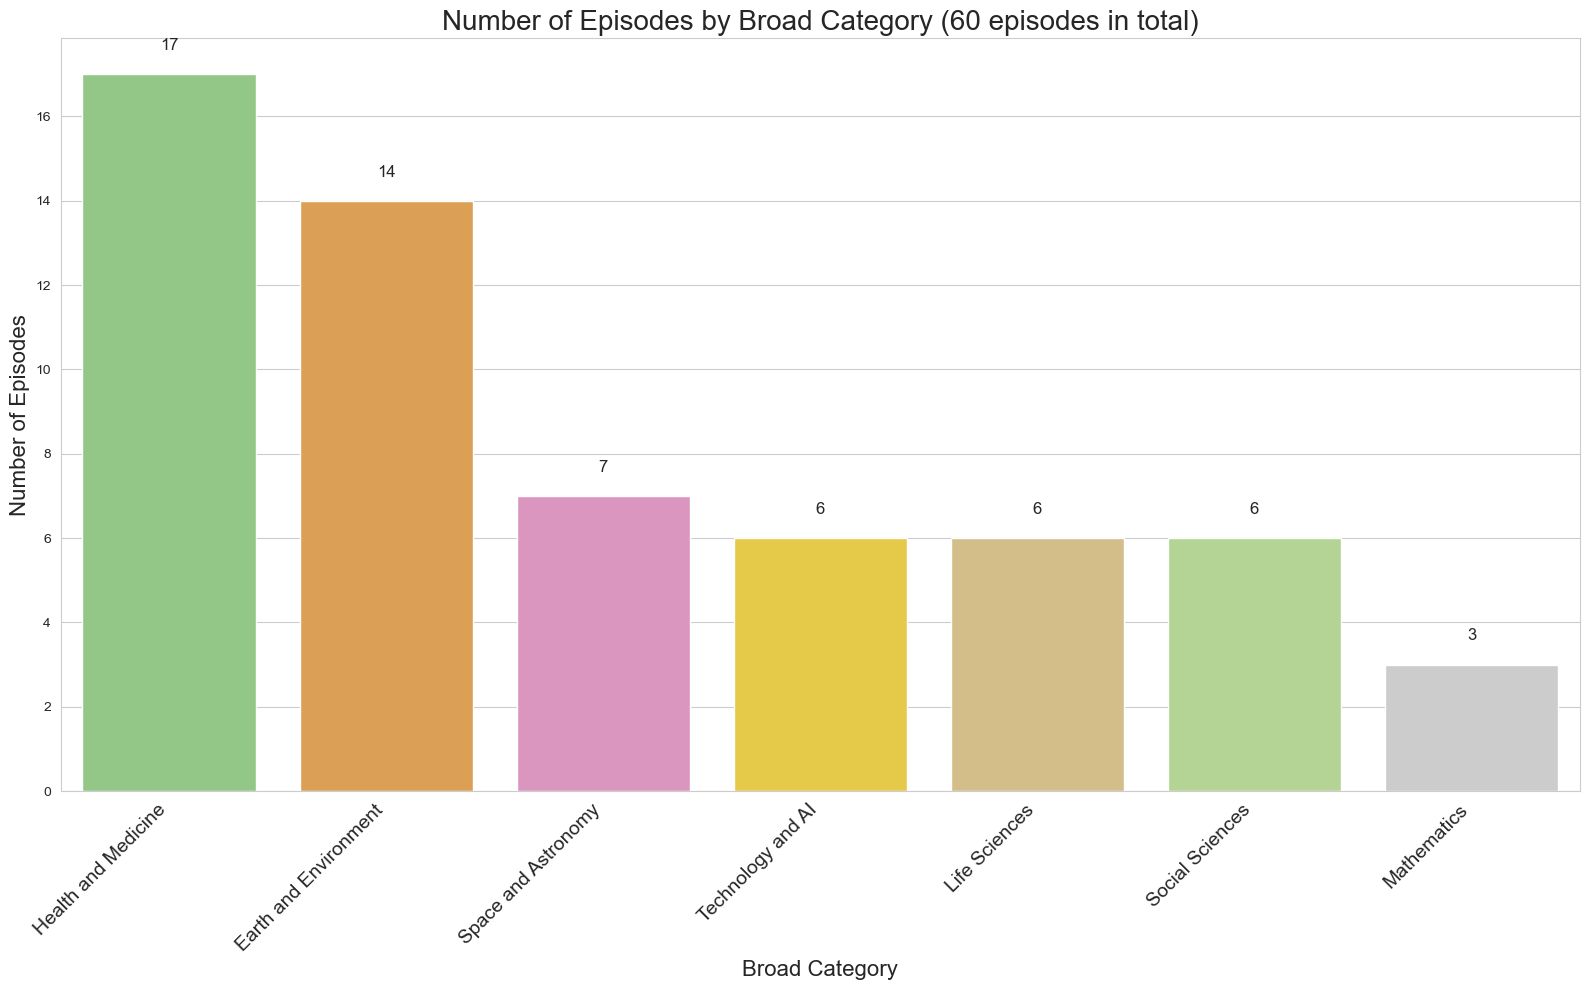 Number of Episodes by Broad Category (60 episodes in total)
17
14
7
6
6
6
3
Number of Episodes
16
14
12
10
8
6
4
2
0
Health and Medicine
Earth and Environment
Space and Astronomy
Technology and AI
Life Sciences
Social Sciences
Mathematics
Broad Category